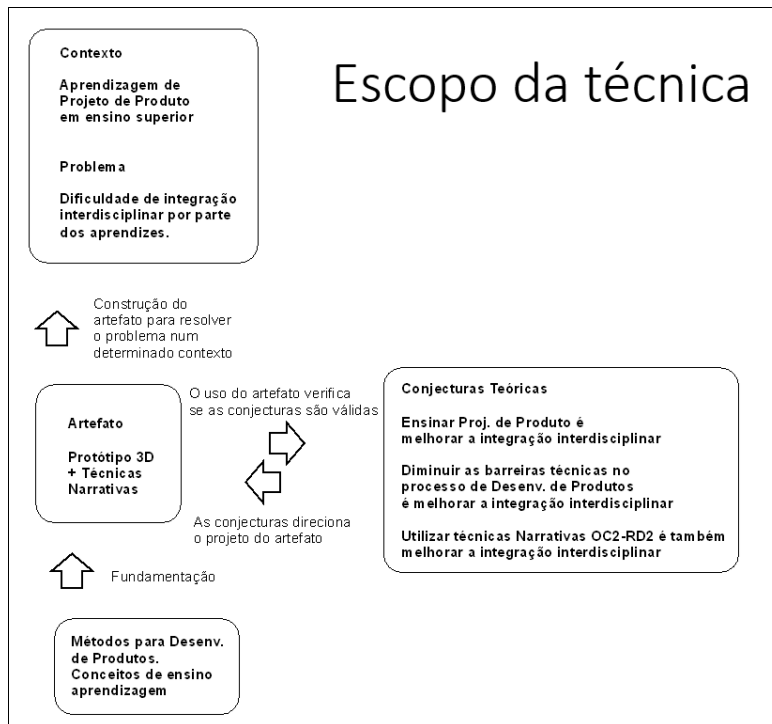 Escopo da técnica
Contexto
Aprendizagem de
Projeto de Produto
em ensino superior
Problema
Dificuldade de integração
interdisciplinar por parte
dos aprendizes.
Construção do
artefato para resolver
o problema num
determinado contexto
Artefato
Protótipo 3D
+ Técnicas
Narrativas
O uso do artefato verifica
se as conjecturas são válidas
As conjecturas direciona
o projeto do artefato
Conjecturas Teóricas
Ensinar Proj. de Produto é
melhorar a integração interdisciplinar
Diminuir as barreiras técnicas no
processo de Desenv. de Produtos
é melhorar a integração interdisciplinar
Utilizar técnicas Narrativas OC2-RD2 é também
melhorar a integração interdisciplinar
Fundamentação
Métodos para Desenv.
de Produtos.
Conceitos de ensino
aprendizagem